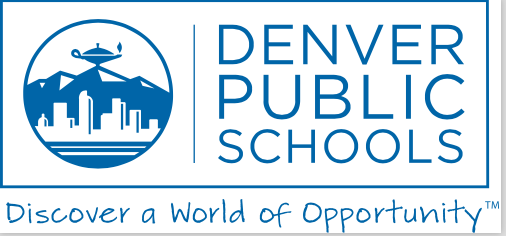 DENVER
PUBLIC
SCHOOLS
Discover a World of Opportunity™